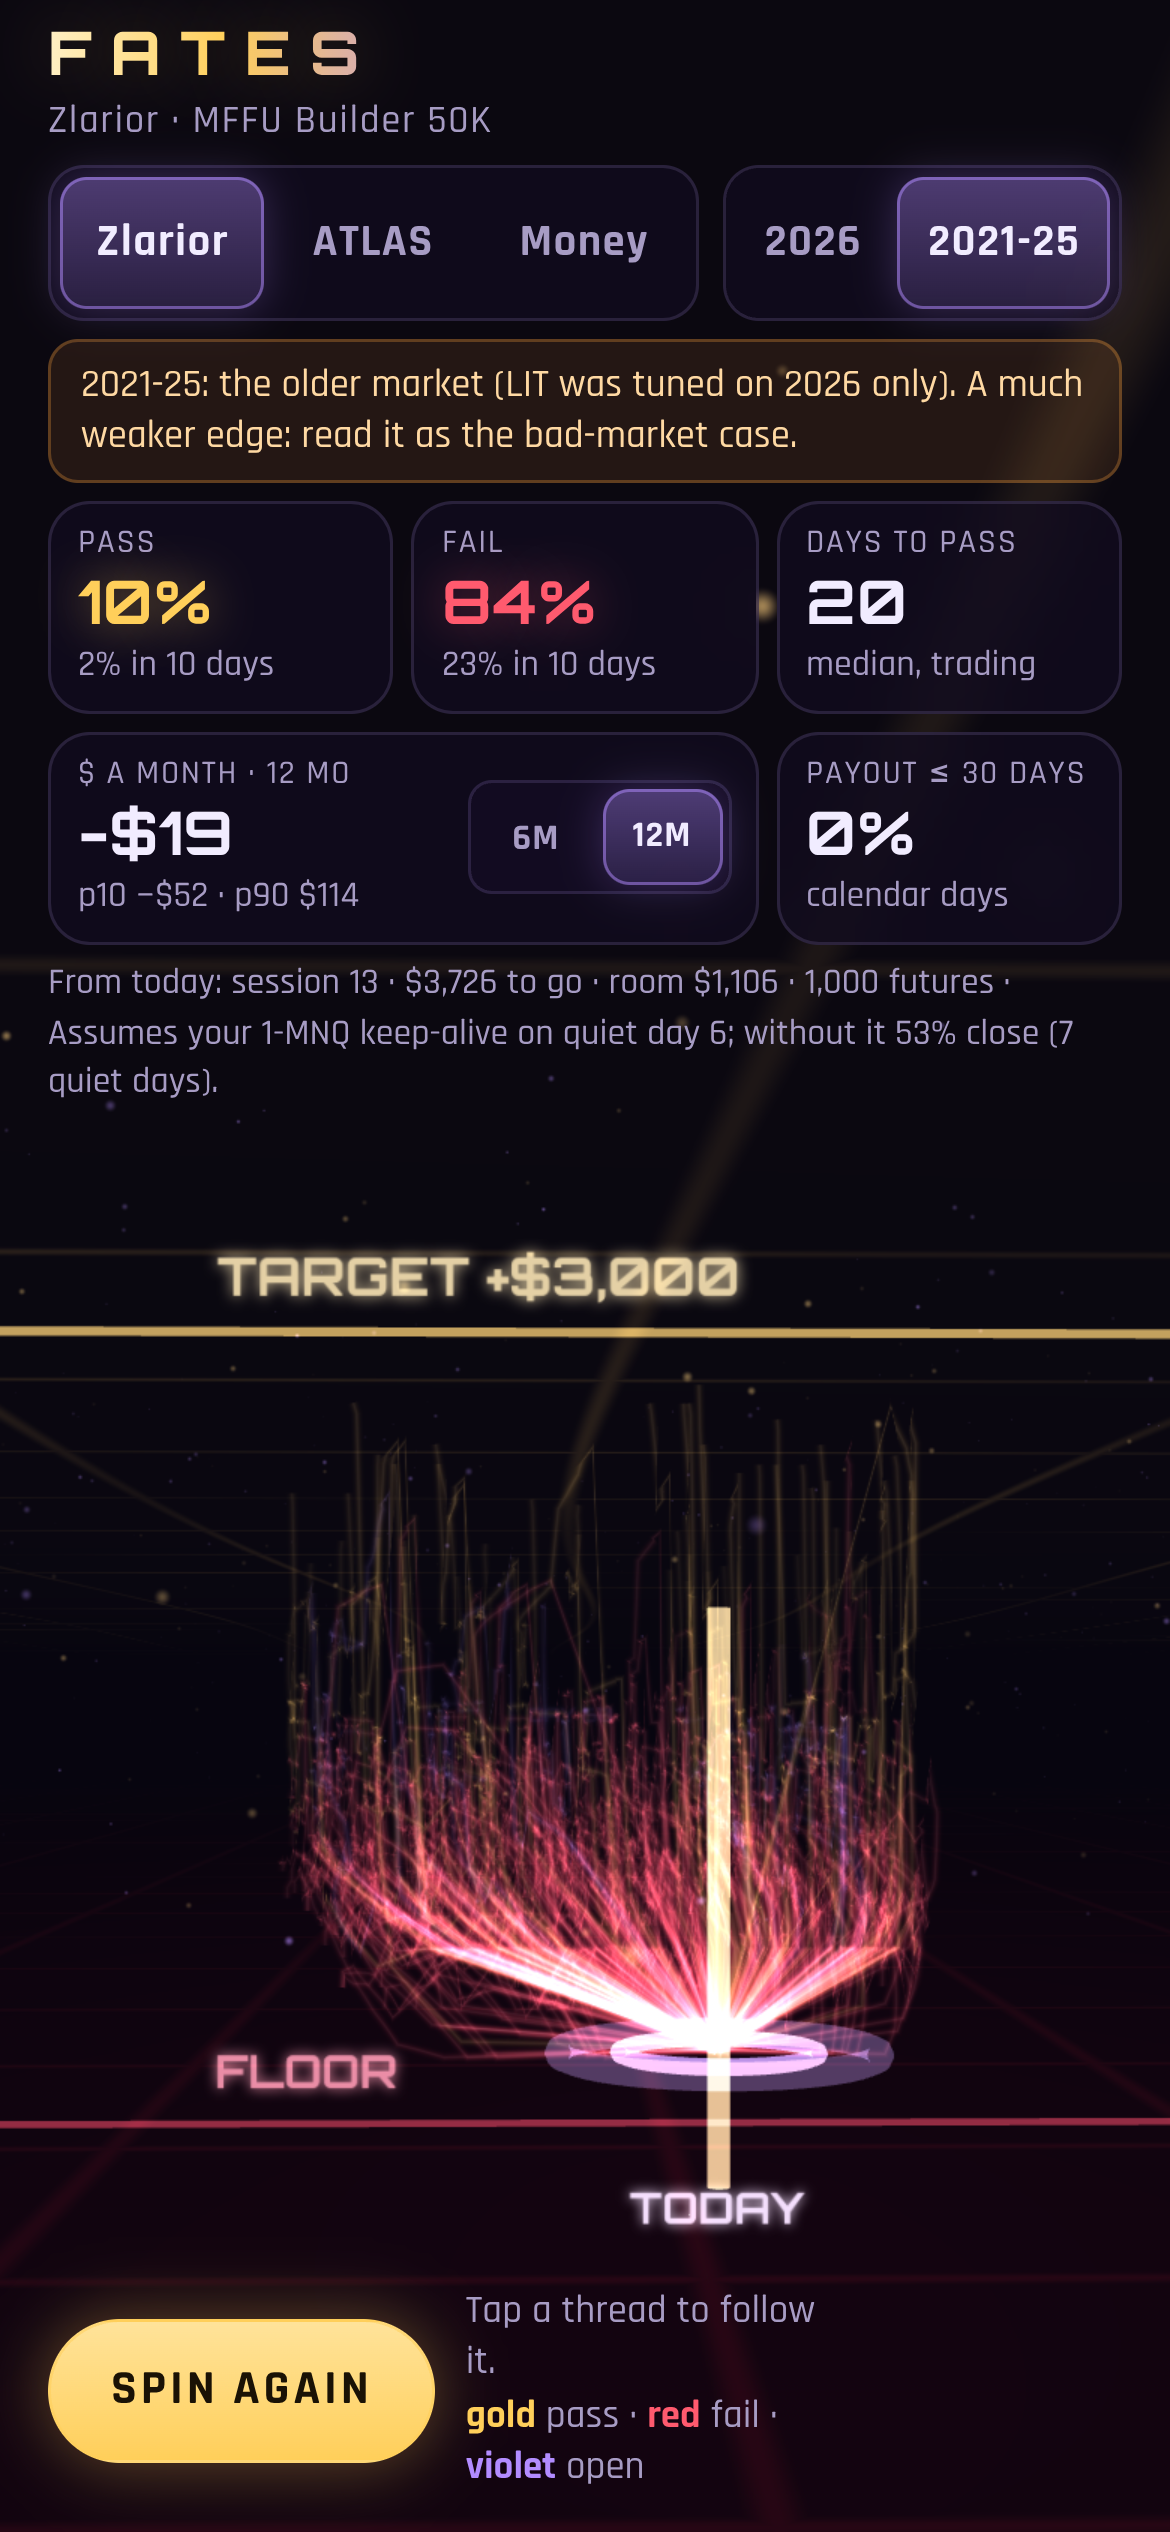 FATES
Zlarior · MFFU Builder 50K
Zlarior ATLAS Money 2026 2021-25
2021-25: the older market (LIT was tuned on 2026 only). A much
weaker edge: read it as the bad-market case.
PASS FAIL DAYS TO PASS
10% 84% 20
2% in 10 days 23% in 10 days median, trading
$ A MONTH · 12 MO PAYOUT ≤ 30 DAYS
-$19 6M 12M 0%
p10 −$52 · p90 $114 calendar days
From today: session 13 · $3,726 to go · room $1,106 · 1,000 futures ·
Assumes your 1-MNQ keep-alive on quiet day 6; without it 53% close (7
quiet days).
TARGET +$3,000
FLOOR
TODAY
SPIN AGAIN
Tap a thread to follow
it.
gold pass · red fail ·
violet open